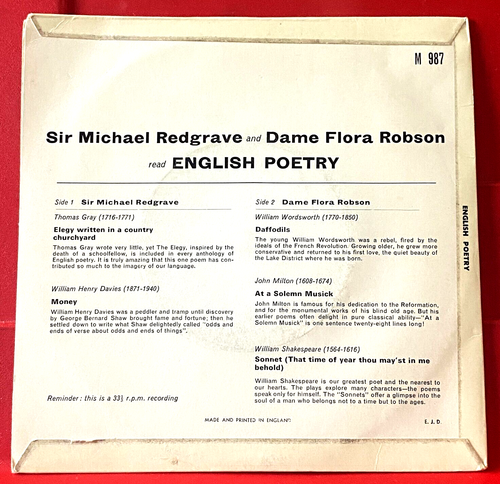 M 987
Sir Michael Redgrave and Dame Flora Robson
read ENGLISH POETRY
Side 1 Sir Michael Redgrave
Thomas Gray (1716-1771)
Elegy written in a country
churchyard
Thomas Gray wrote very little, yet The Elegy, inspired by the
death of a schoolfellow, is included in every anthology of
English poetry. It is truly amazing that this one poem has con-
tributed so much to the imagery of our language.
William Henry Davies (1871-1940)
Money
William Henry Davies was a peddler and tramp until discovery
by George Bernard Shaw brought fame and fortune; then he
settled down to write what Shaw delightedly called "odds and
ends of verse about odds and ends of things".
Reminder: this is a 33⅓ r.p.m. recording
Side 2 Dame Flora Robson
William Wordsworth (1770-1850)
Daffodils
The young William Wordsworth was a rebel, fired by the
ideals of the French Revolution. Growing older, he grew more
conservative and returned to his first love, the quiet beauty of
the Lake District where he was born.
John Milton (1608-1674)
At a Solemn Musick
John Milton is famous for his dedication to the Reformation,
and for the monumental works of his blind old age. But his
earlier poems often delight in pure classical ability—"At a
Solemn Musick" is one sentence twenty-eight lines long!
William Shakespeare (1564-1616)
Sonnet (That time of year thou may'st in me
behold)
William Shakespeare is our greatest poet and the nearest to
our hearts. The plays explore many characters—the poems
speak only for himself. The "Sonnets" offer a glimpse into the
soul of a man who belongs not to a time but to the ages.
MADE AND PRINTED IN ENGLAND
E.J.D.
ENGLISH POETRY